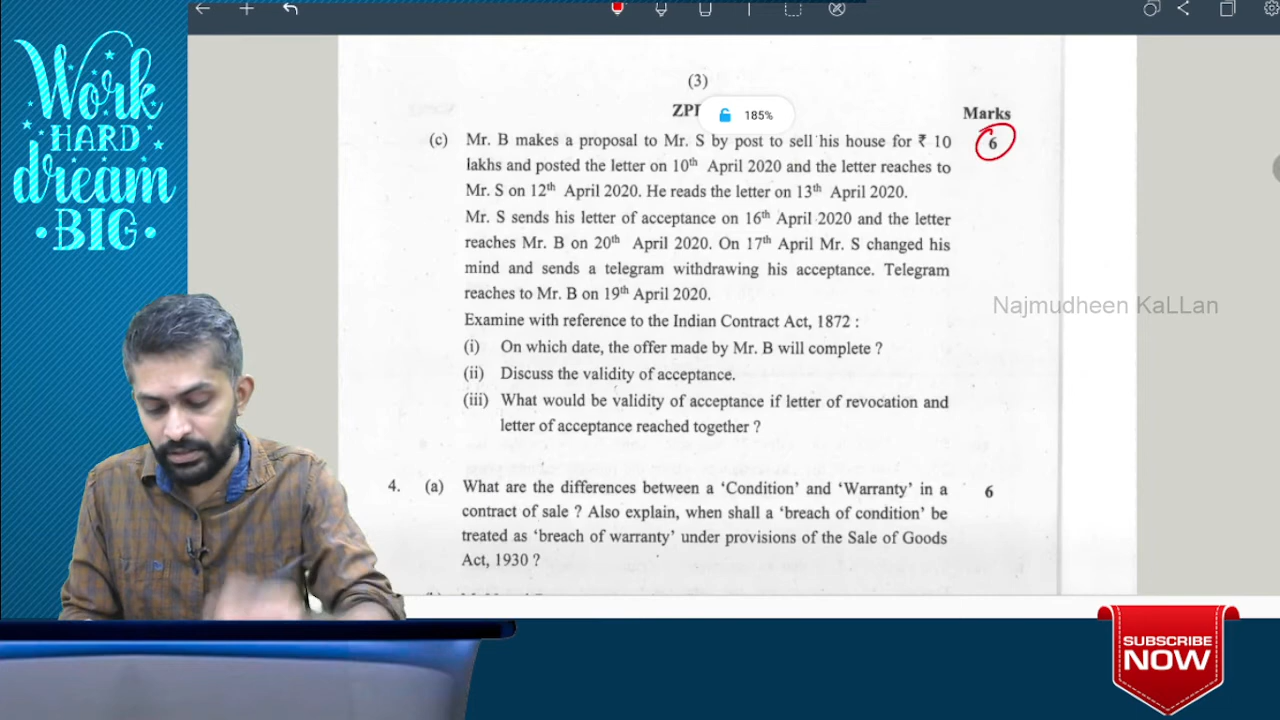 Work
HARD
dream
• BIG •
185%
(3)
ZPI
Marks
(c) Mr. B makes a proposal to Mr. S by post to sell his house for ₹ 10 6
lakhs and posted the letter on 10th April 2020 and the letter reaches to
Mr. S on 12th April 2020. He reads the letter on 13th April 2020.
Mr. S sends his letter of acceptance on 16th April 2020 and the letter
reaches Mr. B on 20th April 2020. On 17th April Mr. S changed his
mind and sends a telegram withdrawing his acceptance. Telegram
reaches to Mr. B on 19th April 2020.
Examine with reference to the Indian Contract Act, 1872 :
(i) On which date, the offer made by Mr. B will complete ?
(ii) Discuss the validity of acceptance.
(iii) What would be validity of acceptance if letter of revocation and
letter of acceptance reached together ?
4. (a) What are the differences between a ‘Condition’ and ‘Warranty’ in a 6
contract of sale ? Also explain, when shall a ‘breach of condition’ be
treated as ‘breach of warranty’ under provisions of the Sale of Goods
Act, 1930 ?
Najmudheen KaLLan
SUBSCRIBE
NOW